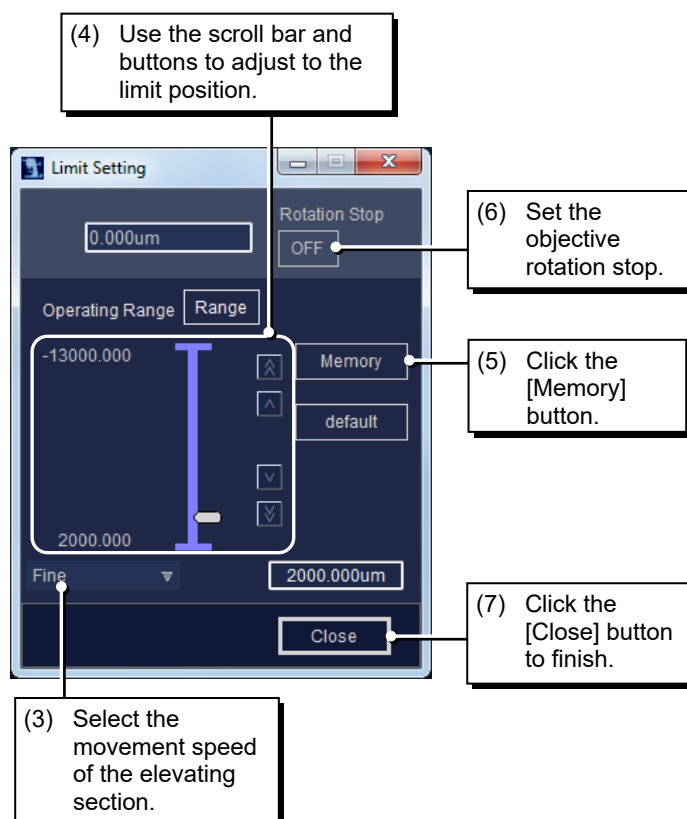 (4) Use the scroll bar and
buttons to adjust to the
limit position.
Limit Setting
Rotation Stop
0.000um
OFF
(6) Set the
objective
rotation stop.
Operating Range Range
-13000.000
Memory
(5) Click the
[Memory]
button.
default
2000.000
Fine
2000.000um
Close
(7) Click the
[Close] button
to finish.
(3) Select the
movement speed
of the elevating
section.